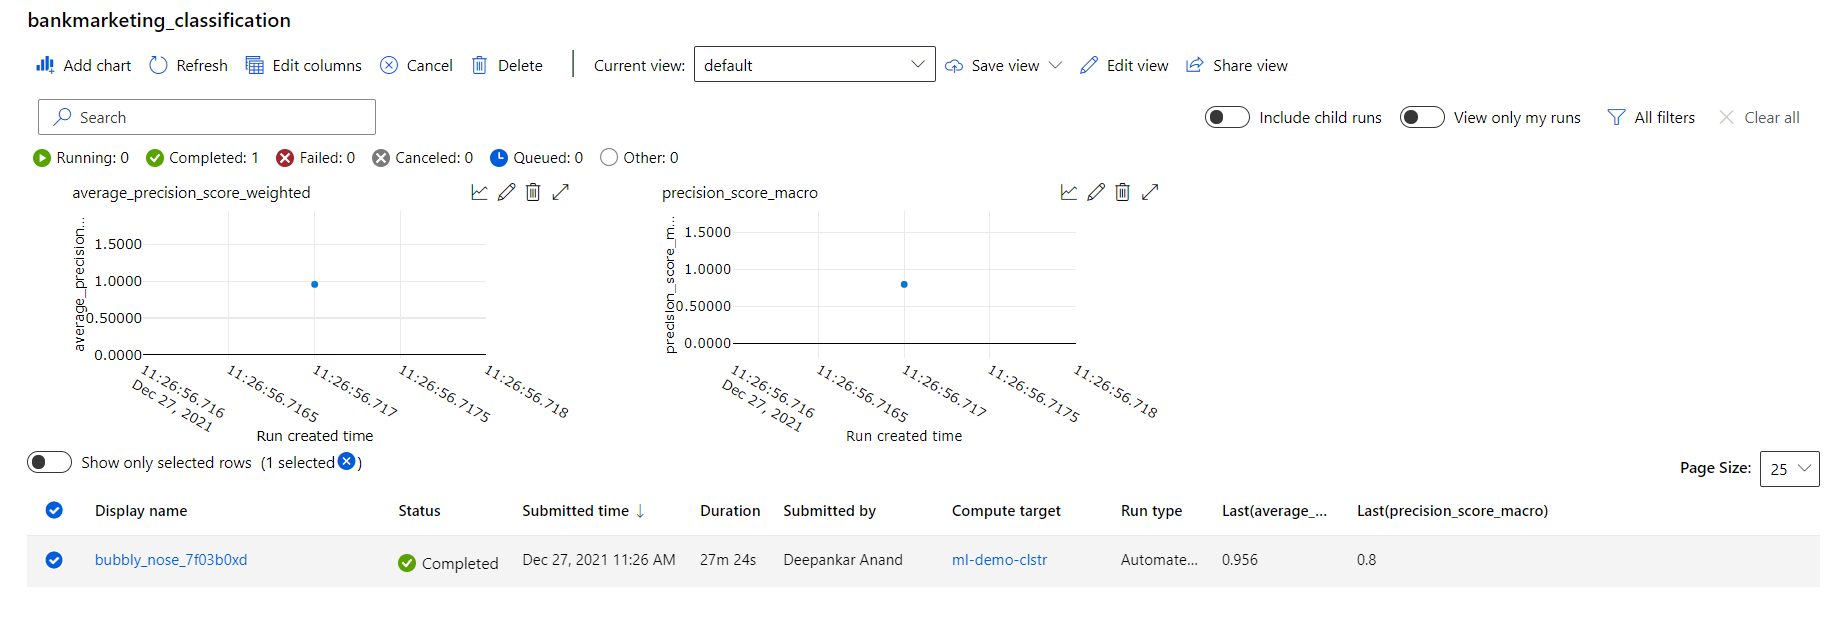 bankmarketing_classification
Add chart Refresh Edit columns Cancel Delete Current view: default Save view Edit view Share view
Search Include child runs View only my runs All filters Clear all
Running: 0 Completed: 1 Failed: 0 Canceled: 0 Queued: 0 Other: 0
average_precision_score_weighted
average_precision...
1.5000
1.0000
0.50000
0.0000
11:26:56.716
Dec 27, 2021
11:26:56.7165
11:26:56.717
11:26:56.7175
11:26:56.718
Run created time
precision_score_macro
precision_score_m...
1.5000
1.0000
0.50000
0.0000
11:26:56.716
Dec 27, 2021
11:26:56.7165
11:26:56.717
11:26:56.7175
11:26:56.718
Run created time
Show only selected rows (1 selected )
Page Size: 25
Display name Status Submitted time ↓ Duration Submitted by Compute target Run type Last(average_... Last(precision_score_macro)
bubbly_nose_7f03b0xd Completed Dec 27, 2021 11:26 AM 27m 24s Deepankar Anand ml-demo-clstr Automate... 0.956 0.8